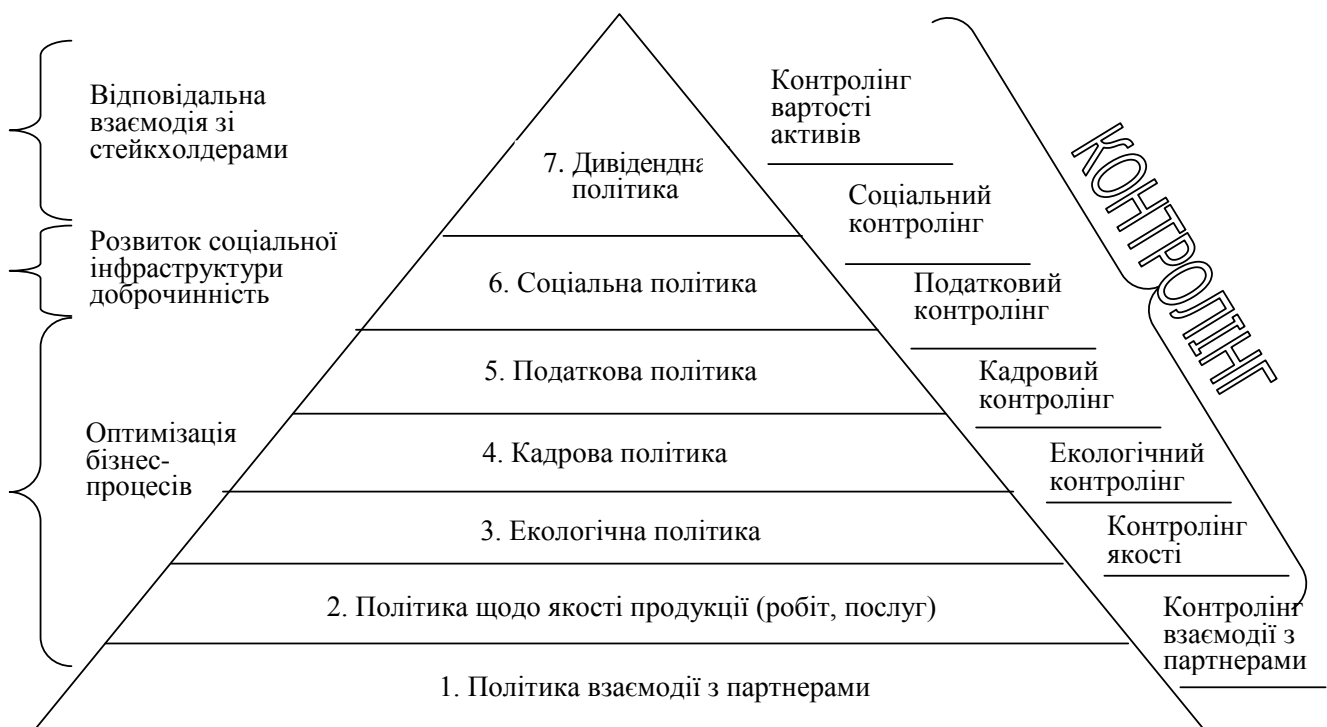 Відповідальна
взаємодія зі
стейкхолдерами
Розвиток соціальної
інфраструктури
доброчинність
Оптимізація
бізнес-
процесів
7. Дивідендна
політика
6. Соціальна політика
5. Податкова політика
4. Кадрова політика
3. Екологічна політика
2. Політика щодо якості продукції (робіт, послуг)
1. Політика взаємодії з партнерами
Контролінг
вартості
активів
Соціальний
контролінг
Податковий
контролінг
Кадровий
контролінг
Екологічний
контролінг
Контролінг
якості
Контролінг
взаємодії з
партнерами
КОНТРОЛІНГ